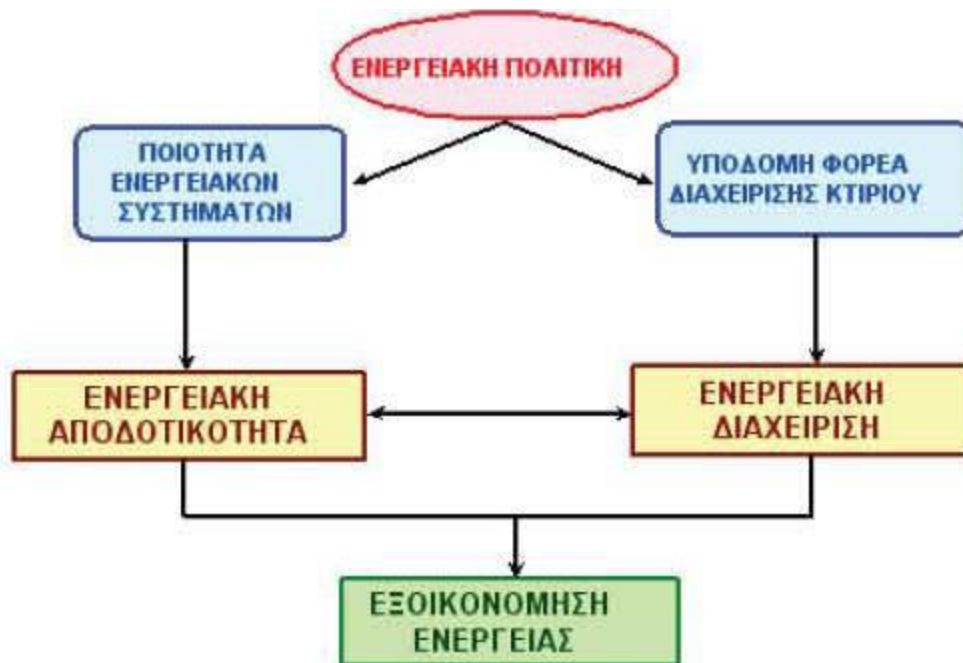 ΕΝΕΡΓΕΙΑΚΗ ΠΟΛΙΤΙΚΗ
ΠΟΙΟΤΗΤΑ
ΕΝΕΡΓΕΙΑΚΩΝ
ΣΥΣΤΗΜΑΤΩΝ
ΥΠΟΔΟΜΗ ΦΟΡΕΑ
ΔΙΑΧΕΙΡΙΣΗΣ ΚΤΙΡΙΟΥ
ΕΝΕΡΓΕΙΑΚΗ
ΑΠΟΔΟΤΙΚΟΤΗΤΑ
ΕΝΕΡΓΕΙΑΚΗ
ΔΙΑΧΕΙΡΙΣΗ
ΕΞΟΙΚΟΝΟΜΗΣΗ
ΕΝΕΡΓΕΙΑΣ